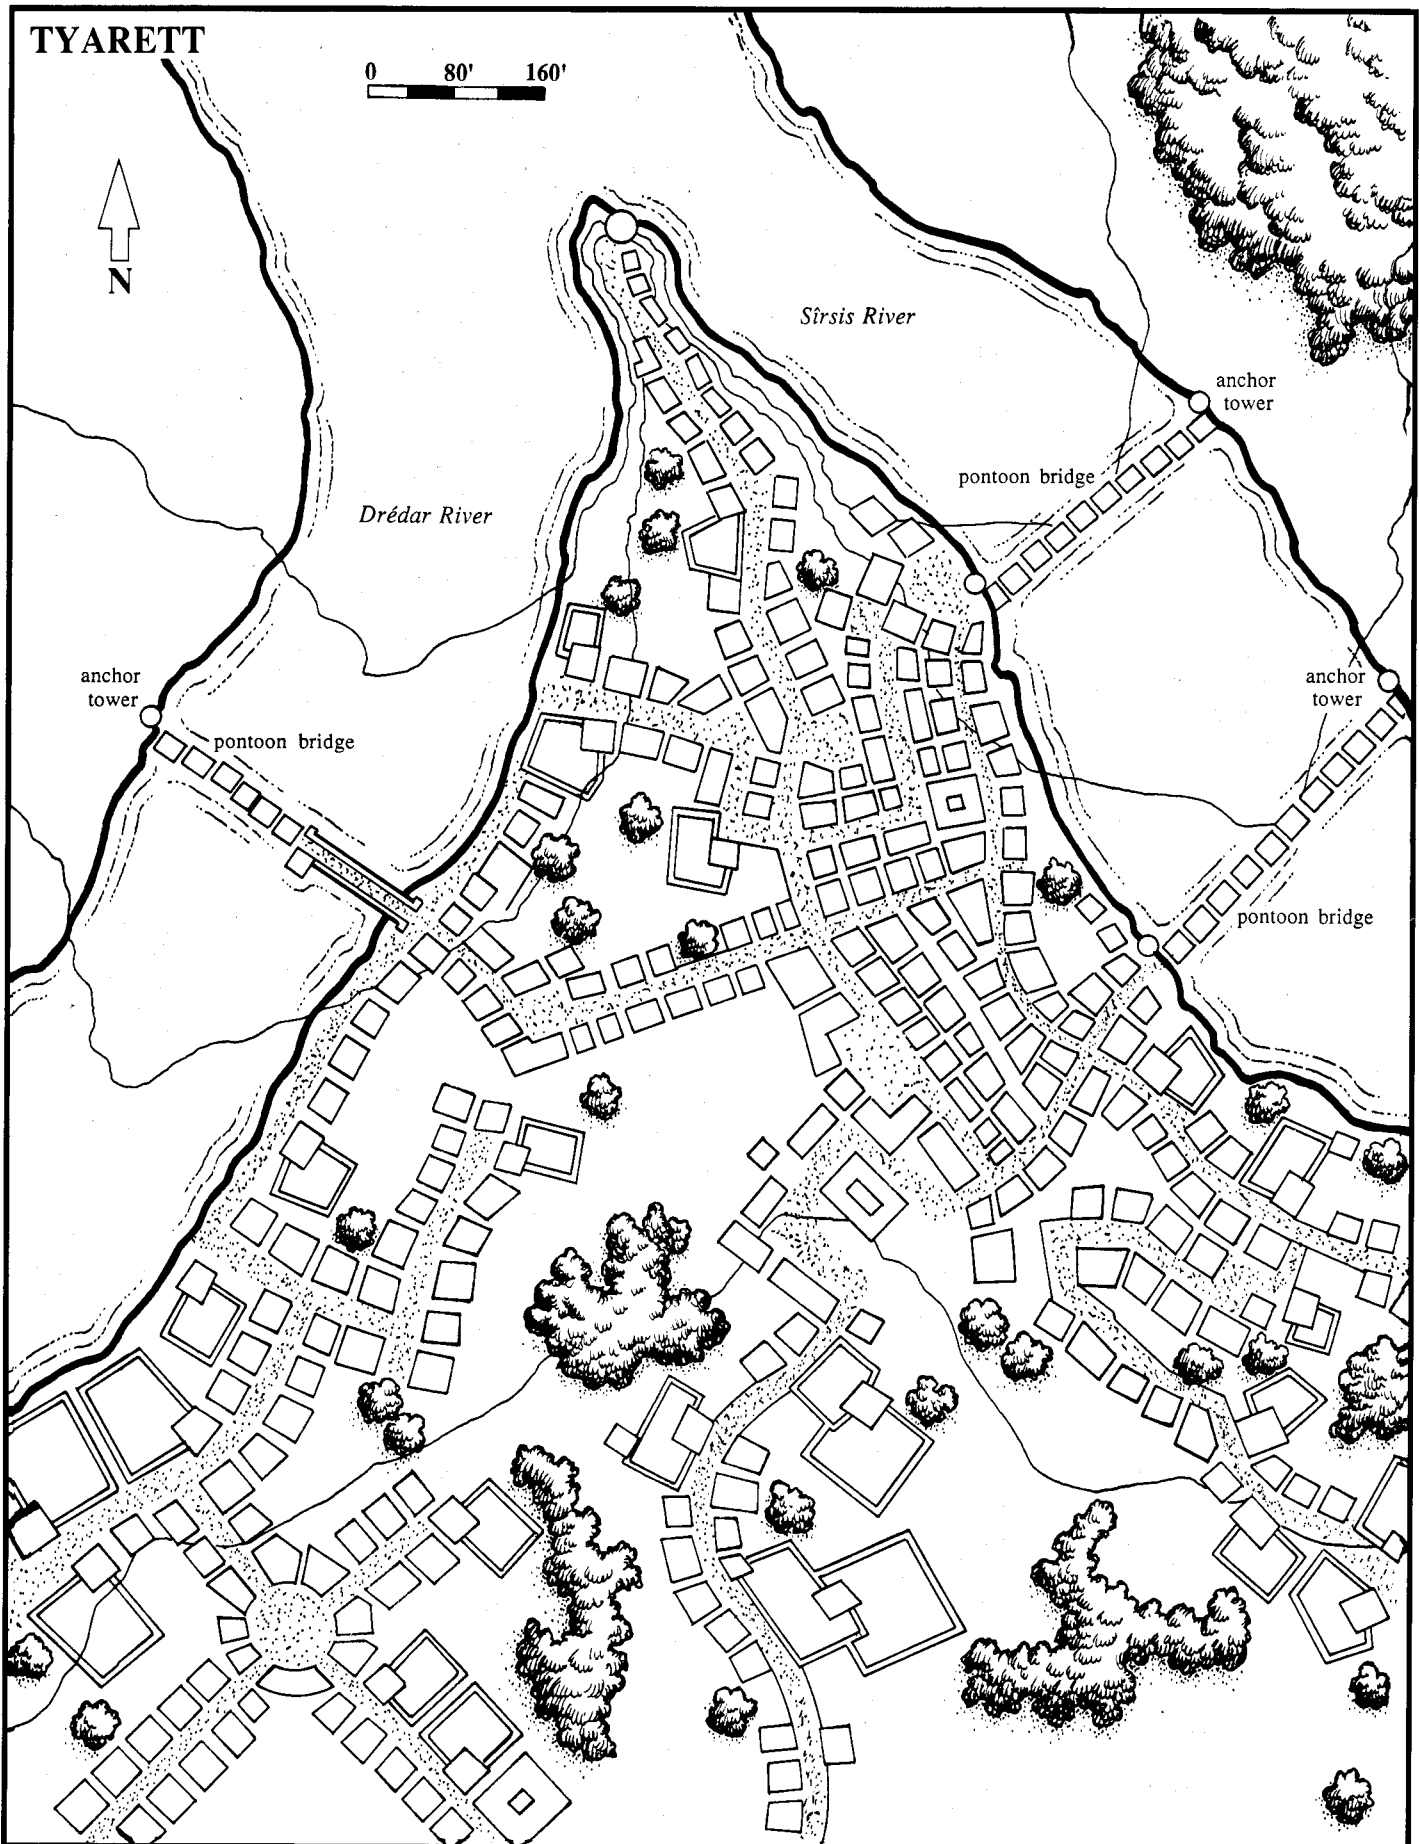 TYARETT
0 80' 160'
N
Sîrsis River
anchor
tower
pontoon bridge
Drédar River
anchor
tower
anchor
tower
pontoon bridge
pontoon bridge